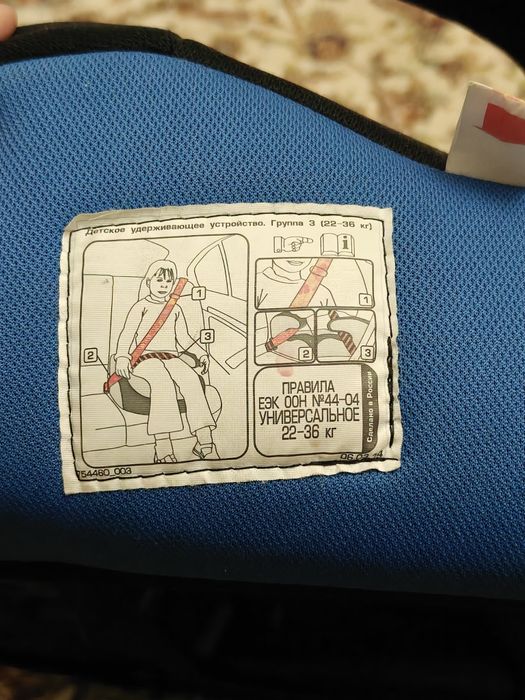 Детское удерживающее устройство. Группа 3 (22-36 кг)
i
1
3
2
1
2
3
ПРАВИЛА
ЕЭК ООН №44-04
УНИВЕРСАЛЬНОЕ
22-36 кг
Сделано в России
754460_003